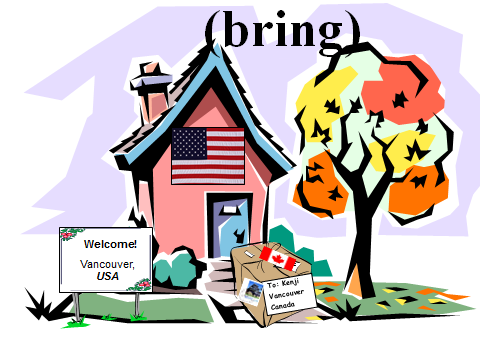 (bring)
Welcome!
Vancouver,
USA
To: Kenji
Vancouver
Canada